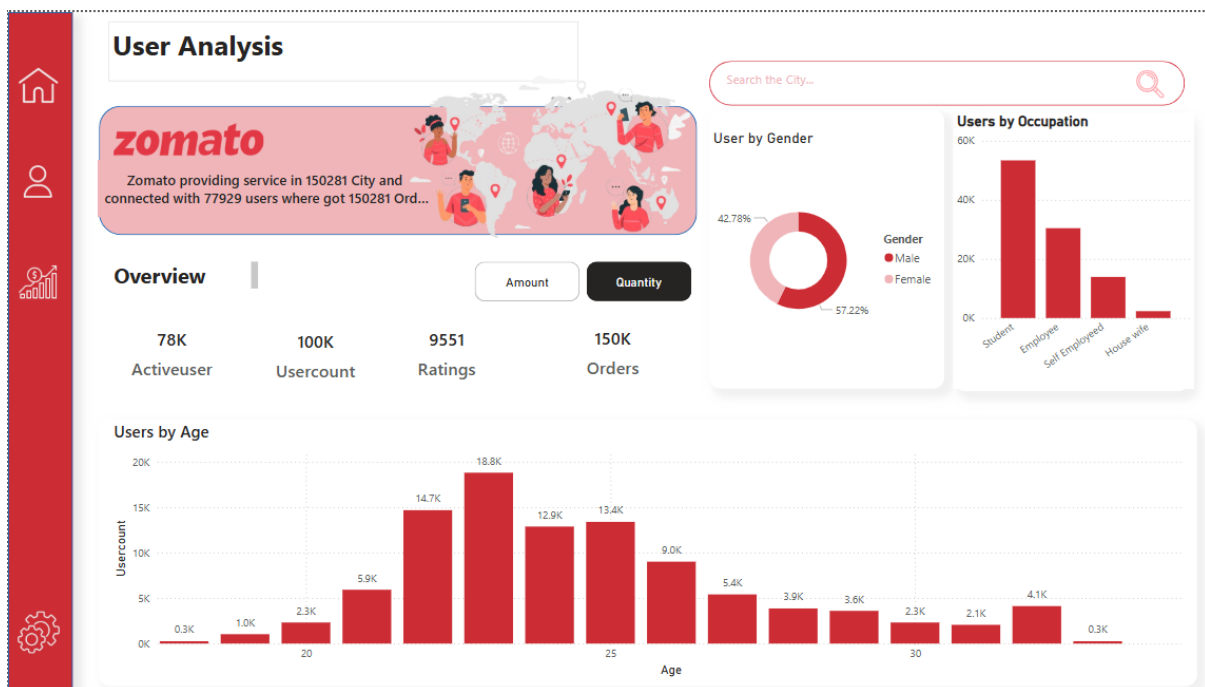 User Analysis
Search the City...
zomato
Zomato providing service in 150281 City and
connected with 77929 users where got 150281 Ord...
Overview
Amount
Quantity
78K
Activeuser
100K
Usercount
9551
Ratings
150K
Orders
User by Gender
42.78%
57.22%
Gender
Male
Female
Users by Occupation
60K
40K
20K
0K
Student
Employee
Self Employeed
House wife
Users by Age
Usercount
20K
15K
10K
5K
0K
0.3K
1.0K
2.3K
5.9K
14.7K
18.8K
12.9K
13.4K
9.0K
5.4K
3.9K
3.6K
2.3K
2.1K
4.1K
0.3K
20
25
30
Age